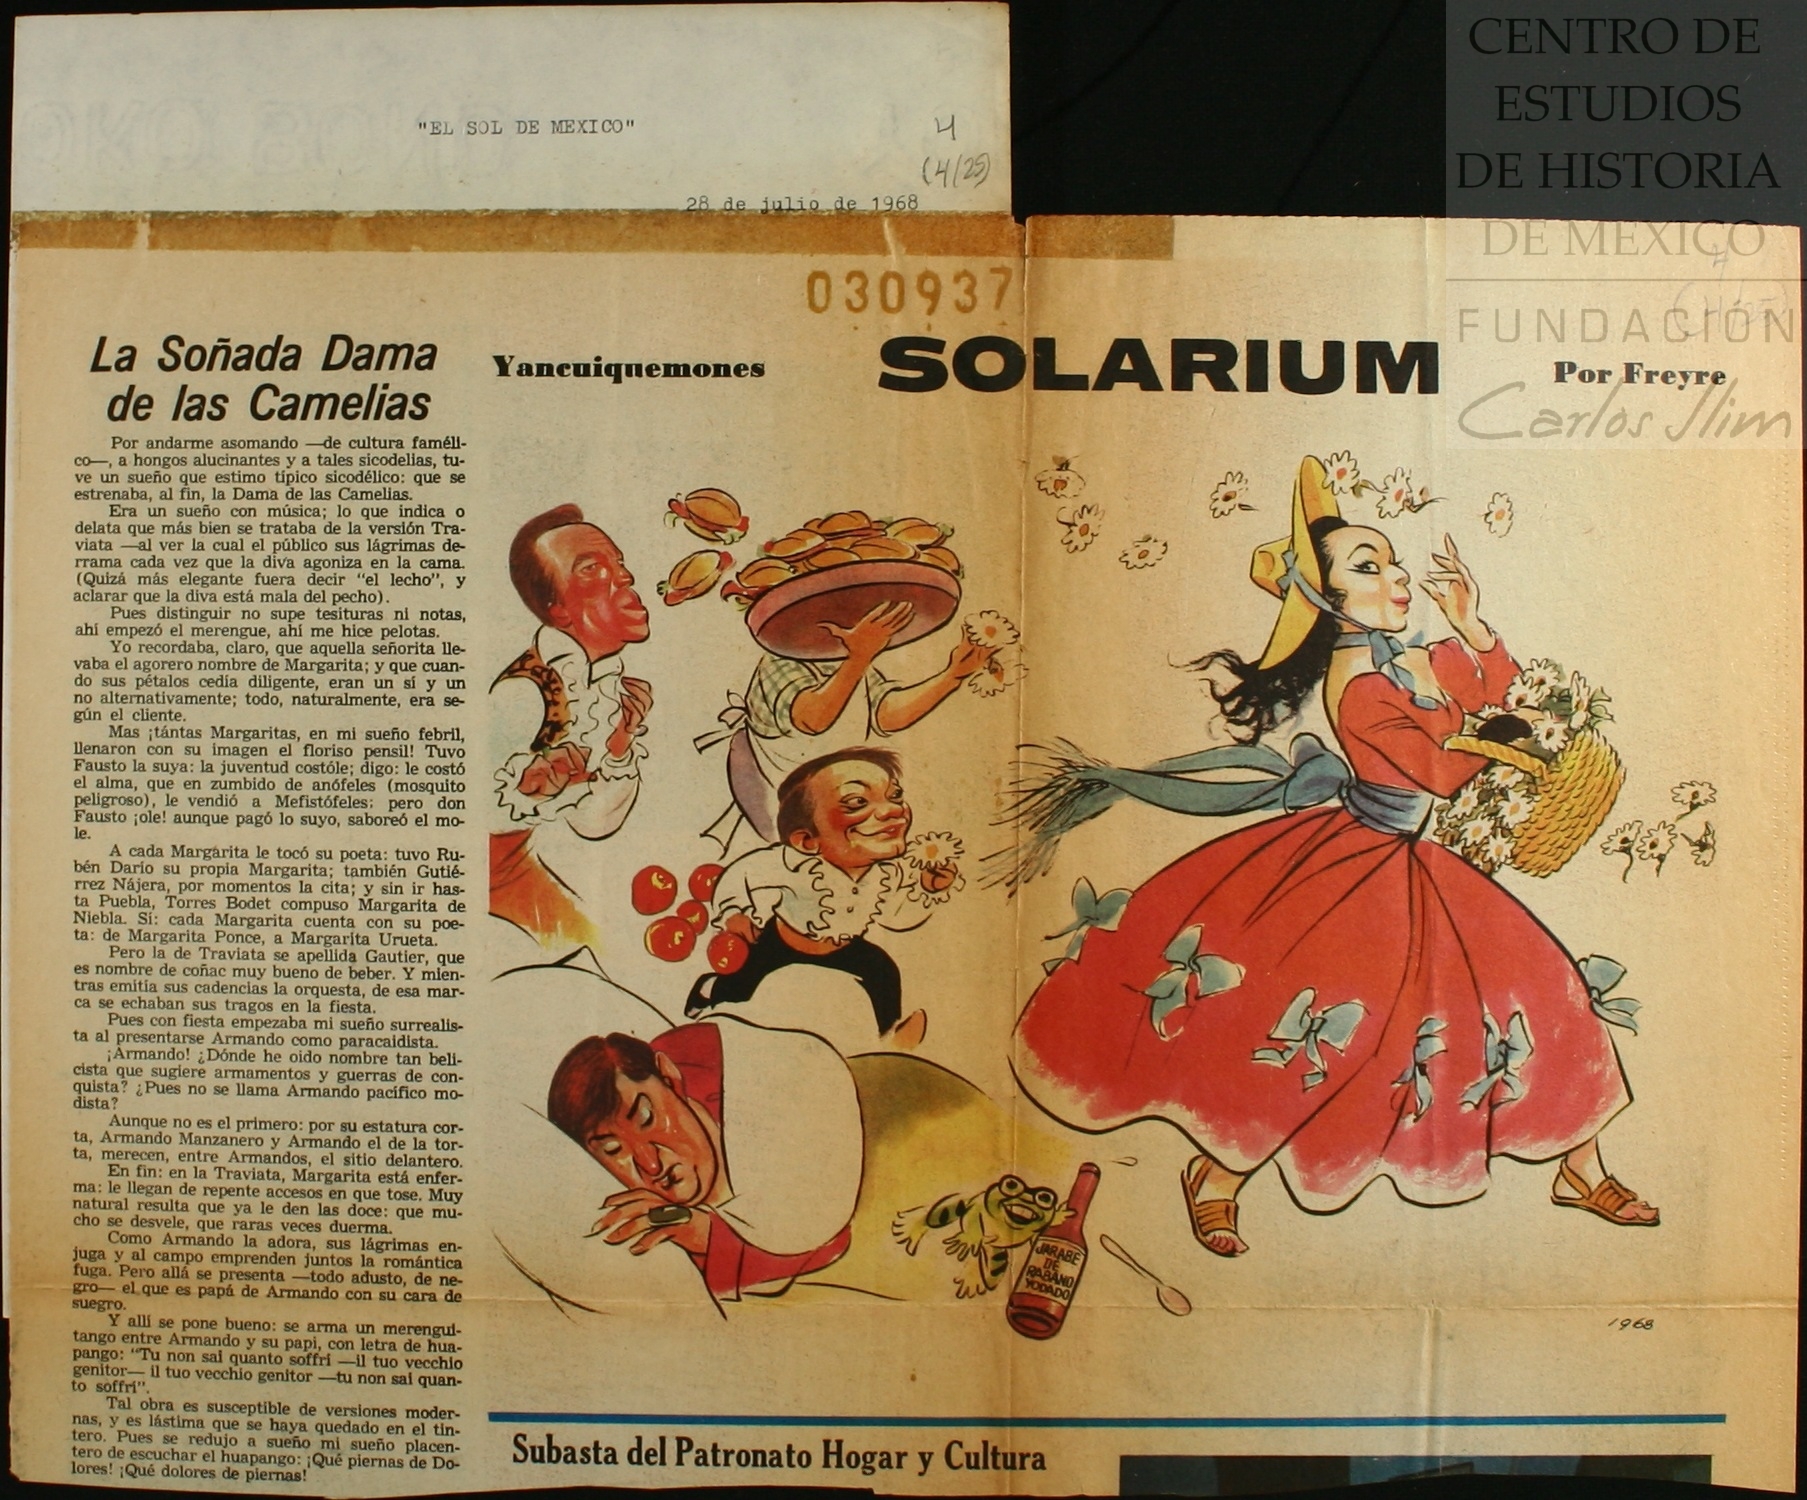 CENTRO DE
ESTUDIOS
DE HISTORIA
DE MEXICO
FUNDACIÓN
Carlos Slim
"EL SOL DE MEXICO"
4
(4/25)
28 de julio de 1968
030937
La Soñada Dama
de las Camelias
Yancuiquemones
SOLARIUM
Por Freyre
Por andarme asomando —de cultura faméli-
co—, a hongos alucinantes y a tales sicodelias, tu-
ve un sueño que estimo típico sicodélico: que se
estrenaba, al fin, la Dama de las Camelias.
Era un sueño con música; lo que indica o
delata que más bien se trataba de la versión Tra-
viata —al ver la cual el público sus lágrimas de-
rrama cada vez que la diva agoniza en la cama.
(Quizá más elegante fuera decir "el lecho", y
aclarar que la diva está mala del pecho).
Pues distinguir no supe tesituras ni notas,
ahí empezó el merengue, ahí me hice pelotas.
Yo recordaba, claro, que aquella señorita lle-
vaba el agorero nombre de Margarita; y que cuan-
do sus pétalos cedía diligente, eran un sí y un
no alternativamente; todo, naturalmente, era se-
gún el cliente.
Mas ¡tántas Margaritas, en mi sueño febril,
llenaron con su imagen el floriso pensil! Tuvo
Fausto la suya: la juventud costóle; digo: le costó
el alma, que en zumbido de anófeles (mosquito
peligroso), le vendió a Mefistófeles; pero don
Fausto ¡ole! aunque pagó lo suyo, saboreó el mo-
le.
A cada Margarita le tocó su poeta: tuvo Ru-
bén Darío su propia Margarita; también Gutié-
rrez Nájera, por momentos la cita; y sin ir has-
ta Puebla, Torres Bodet compuso Margarita de
Niebla. Sí: cada Margarita cuenta con su poe-
ta: de Margarita Ponce, a Margarita Urueta.
Pero la de Traviata se apellida Gautier, que
es nombre de coñac muy bueno de beber. Y mien-
tras emitía sus cadencias la orquesta, de esa mar-
ca se echaban sus tragos en la fiesta.
Pues con fiesta empezaba mi sueño surrealis-
ta al presentarse Armando como paracaidista.
¡Armando! ¿Dónde he oido nombre tan beli-
cista que sugiere armamentos y guerras de con-
quista? ¿Pues no se llama Armando pacífico mo-
dista?
Aunque no es el primero: por su estatura cor-
ta, Armando Manzanero y Armando el de la tor-
ta, merecen, entre Armandos, el sitio delantero.
En fin: en la Traviata, Margarita está enfer-
ma: le llegan de repente accesos en que tose. Muy
natural resulta que ya le den las doce: que mu-
cho se desvele, que raras veces duerma.
Como Armando la adora, sus lágrimas en-
juga y al campo emprenden juntos la romántica
fuga. Pero allá se presenta —todo adusto, de ne-
gro— el que es papá de Armando con su cara de
suegro.
Y allí se pone bueno: se arma un merengui-
tango entre Armando y su papi, con letra de hua-
pango: "Tu non sai quanto soffrí —il tuo vecchio
genitor— il tuo vecchio genitor —tu non sai quan-
to soffrí".
Tal obra es susceptible de versiones moder-
nas, y es lástima que se haya quedado en el tin-
tero. Pues se redujo a sueño mi sueño placen-
tero de escuchar el huapango: ¡Qué piernas de Do-
lores! ¡Qué dolores de piernas!
JARABE
DE
RABANO
YODADO
1968
Subasta del Patronato Hogar y Cultura